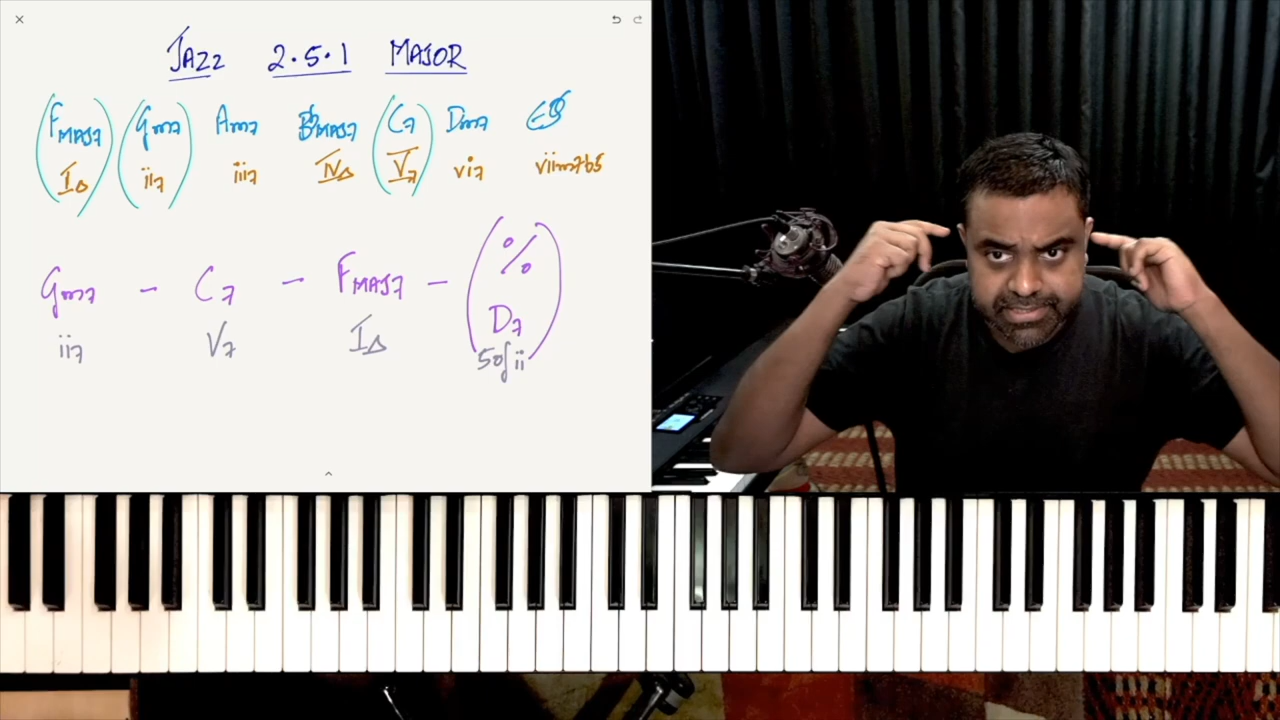 JAZZ 2.5.1 MAJOR
FMAJ7 Gm7 Am7 BbMAJ7 C7 Dm7 EØ
IΔ ii7 iii7 IVΔ V7 vi7 viim7b5
Gm7 - C7 - FMAJ7 - %
D7
ii7 V7 IΔ 5 of ii